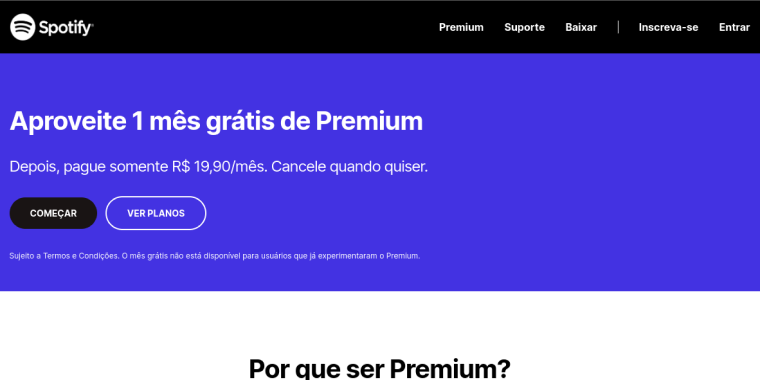 Spotify
Premium Suporte Baixar | Inscreva-se Entrar
Aproveite 1 mês grátis de Premium
Depois, pague somente R$ 19,90/mês. Cancele quando quiser.
COMEÇAR VER PLANOS
Sujeito a Termos e Condições. O mês grátis não está disponível para usuários que já experimentaram o Premium.
Por que ser Premium?